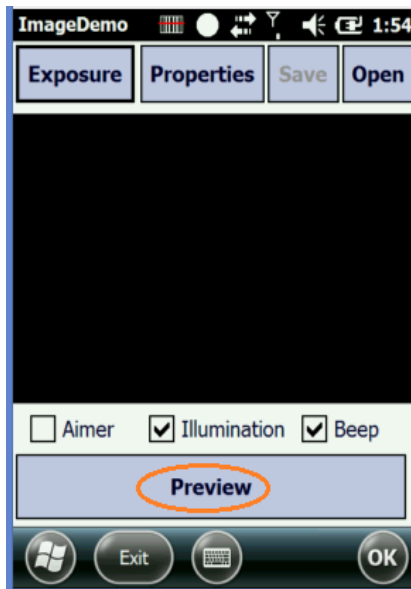 ImageDemo 1:54
Exposure Properties Save Open
Aimer Illumination Beep
Preview
Exit OK